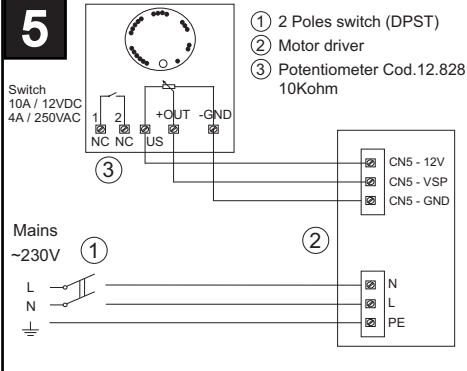 5
1 2 Poles switch (DPST)
2 Motor driver
3 Potentiometer Cod.12.828
10Kohm
Switch
10A / 12VDC
4A / 250VAC
1 2 +OUT -GND
NC NC US
3
CN5 - 12V
CN5 - VSP
CN5 - GND
2
Mains
~230V
1
L
N
N
L
PE